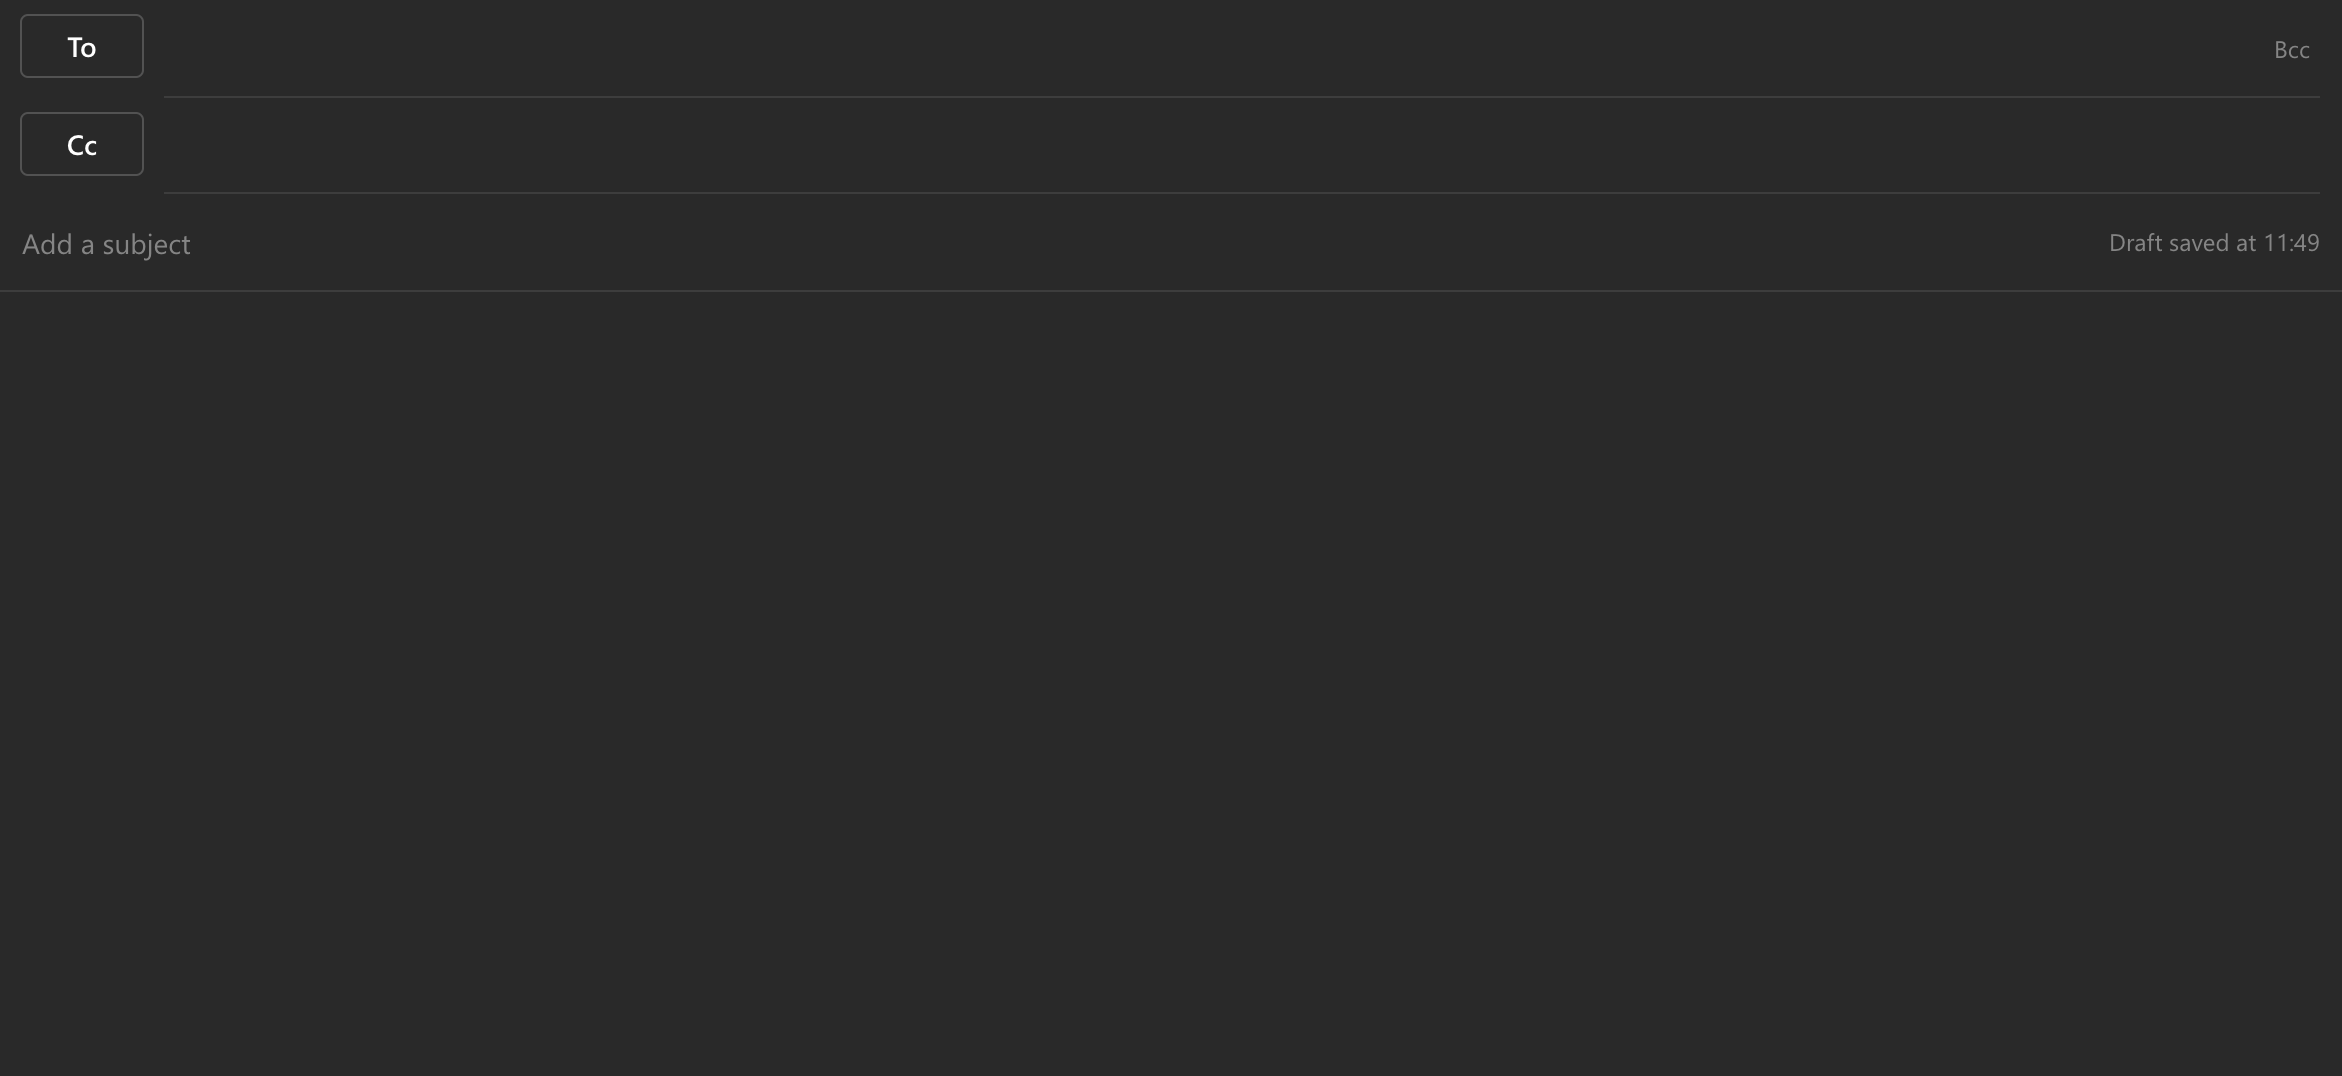 To
Bcc
Cc
Add a subject
Draft saved at 11:49